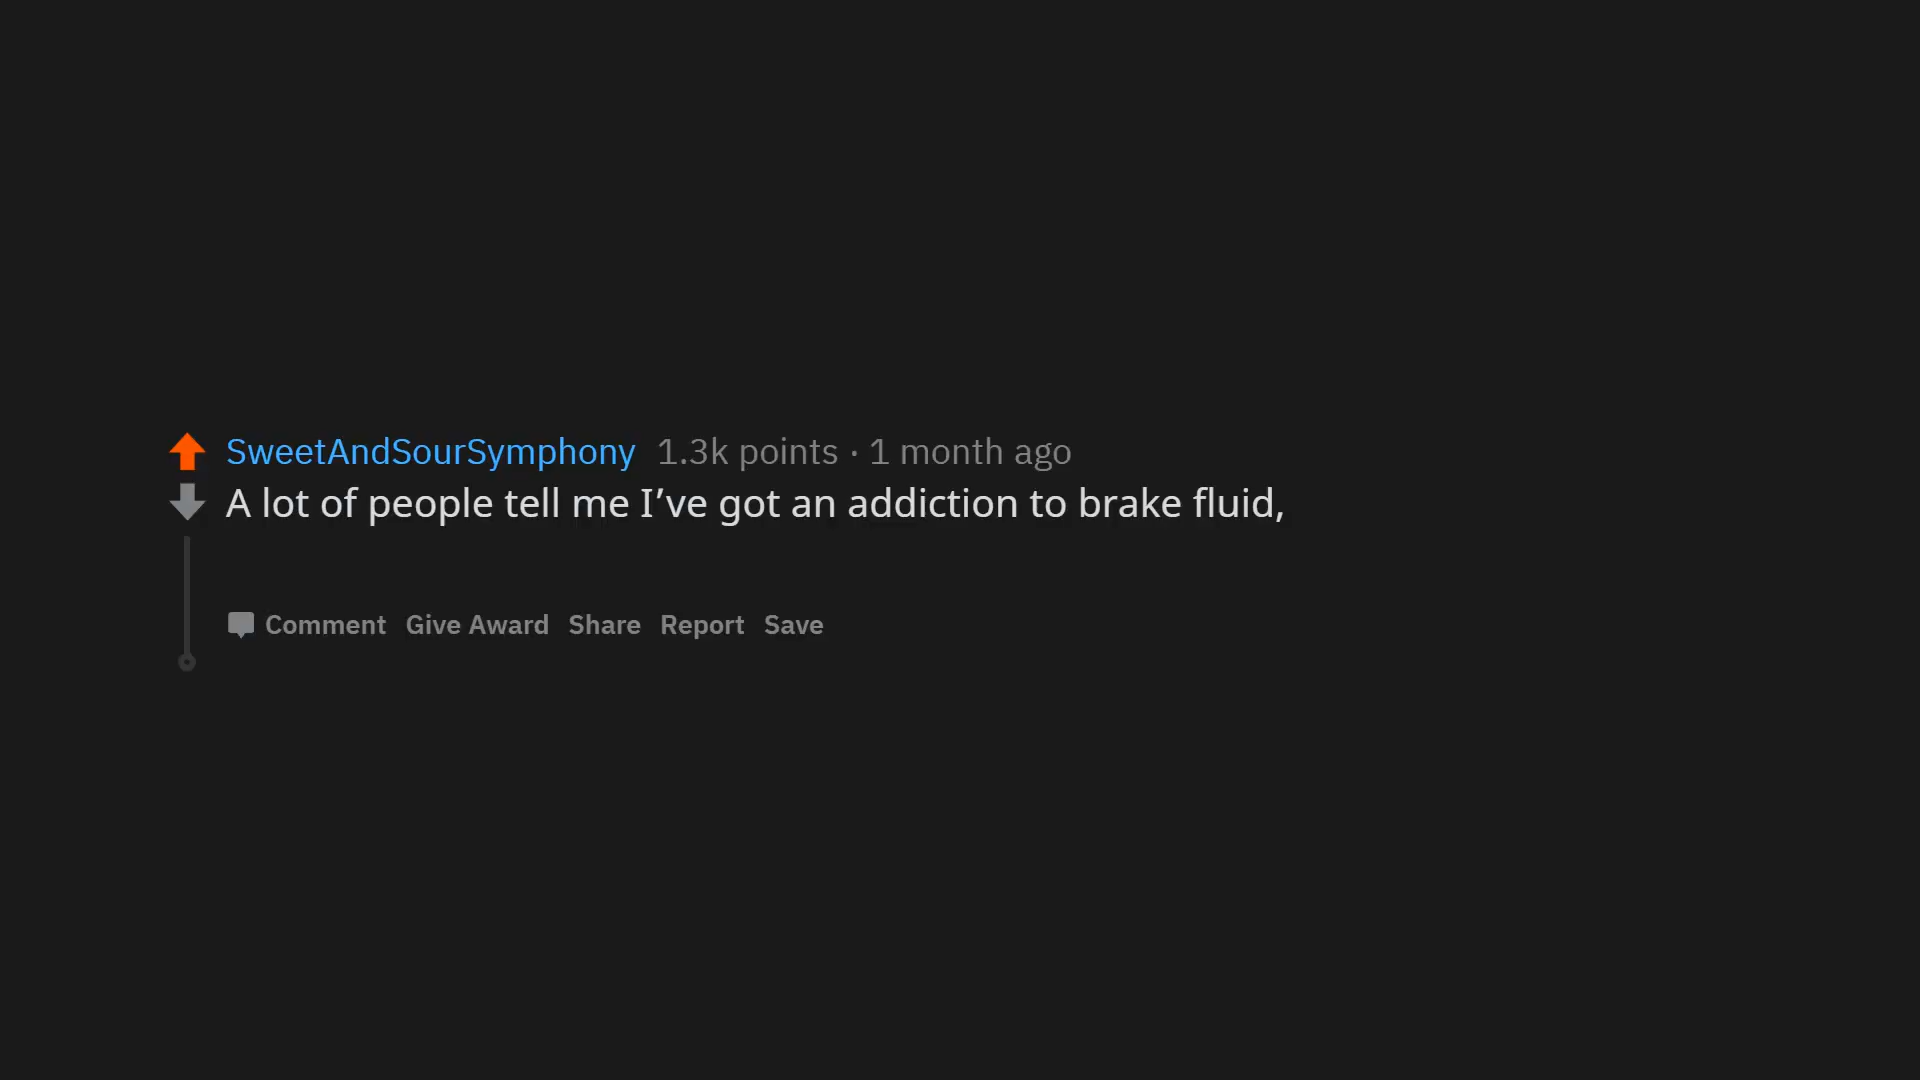 SweetAndSourSymphony 1.3k points · 1 month ago
A lot of people tell me I’ve got an addiction to brake fluid,
Comment Give Award Share Report Save